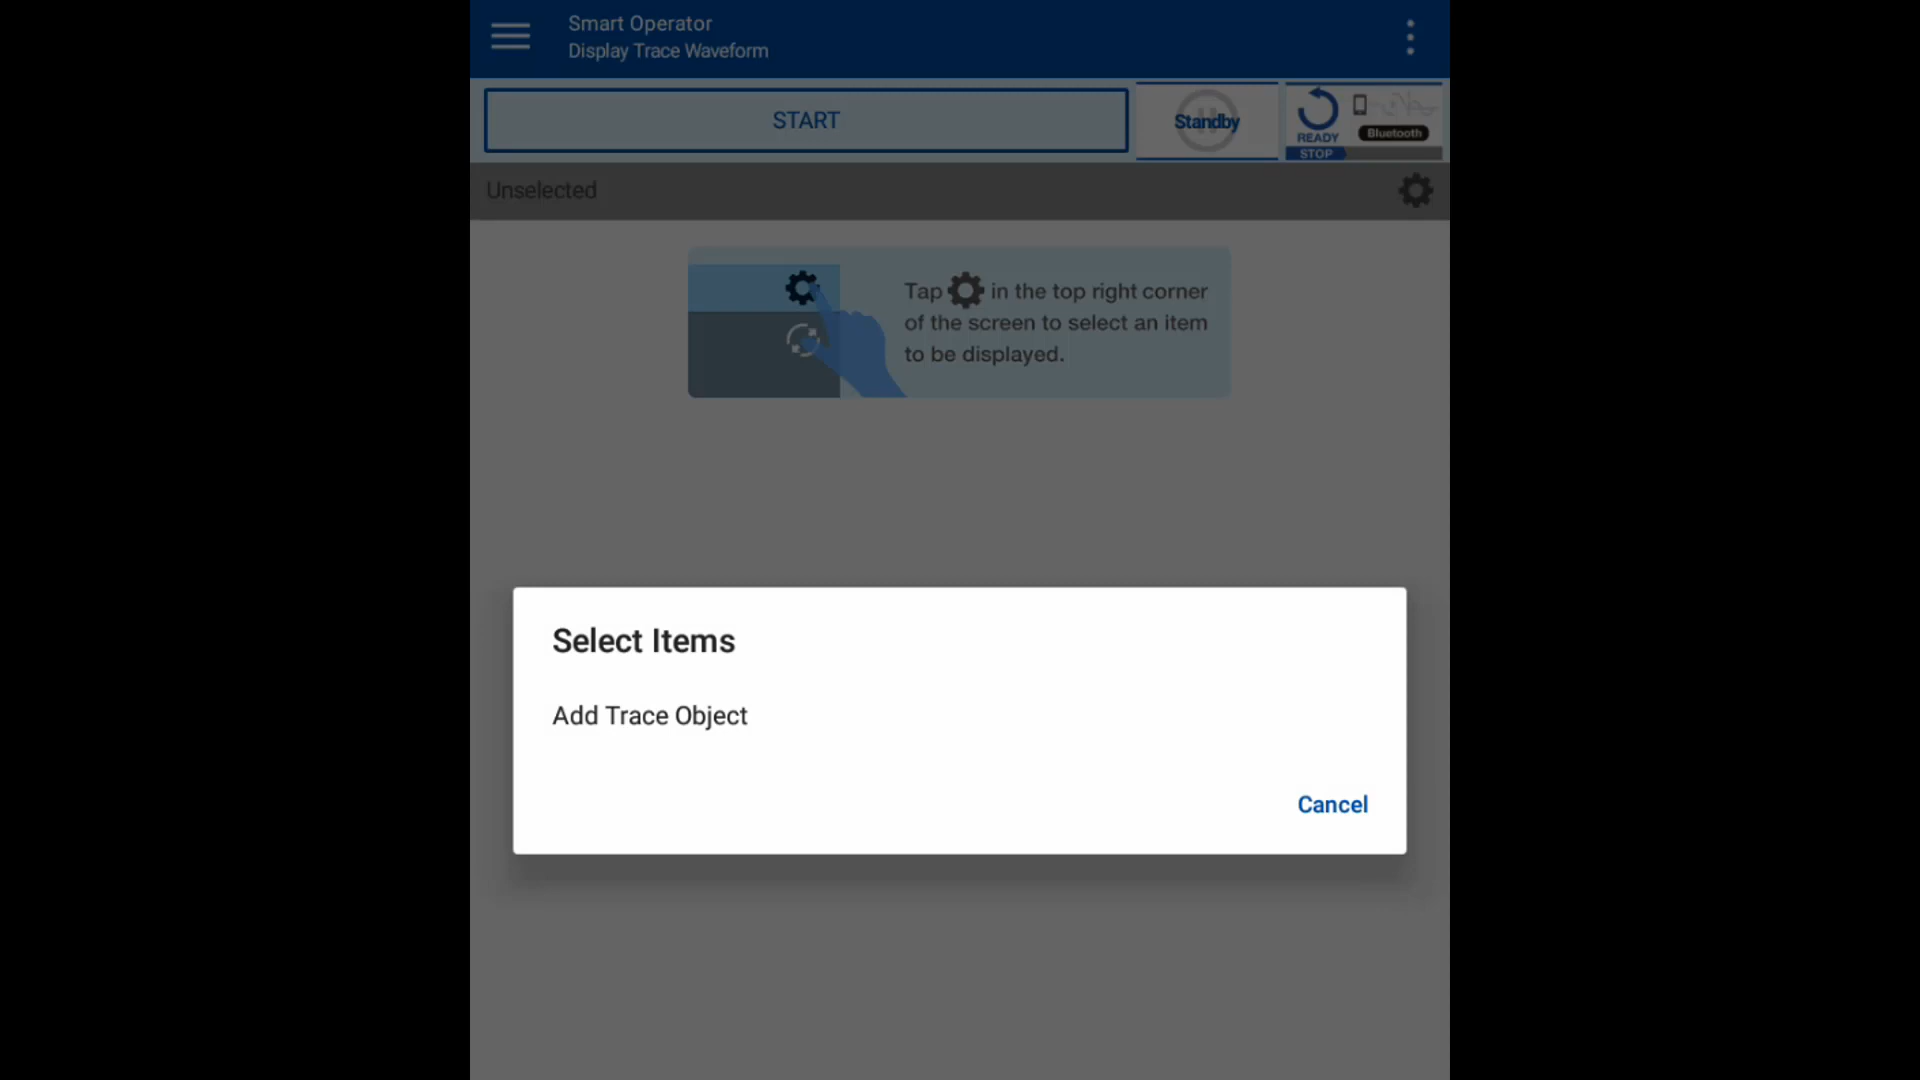 Smart Operator
Display Trace Waveform
START
Standby
READY
Bluetooth
STOP
Unselected
Tap in the top right corner
of the screen to select an item
to be displayed.
Select Items
Add Trace Object
Cancel